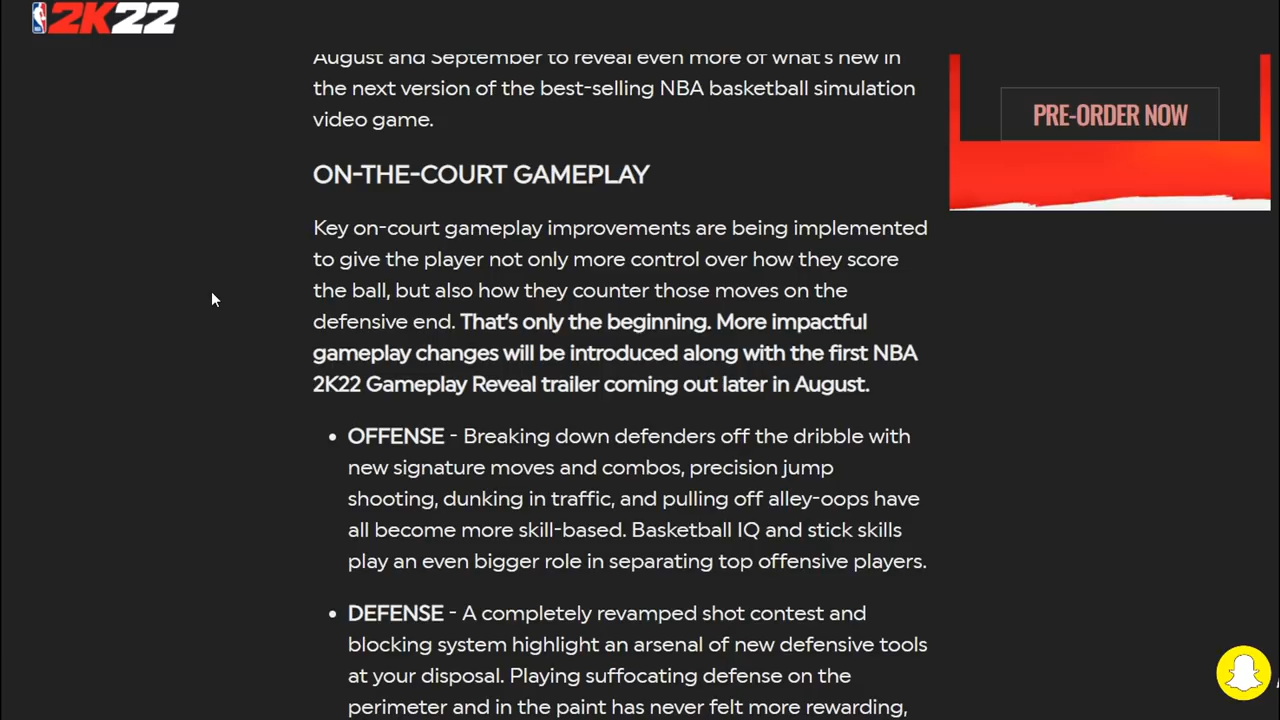 2K22
August and September to reveal even more of what's new in
the next version of the best-selling NBA basketball simulation
video game.
PRE-ORDER NOW
ON-THE-COURT GAMEPLAY
Key on-court gameplay improvements are being implemented
to give the player not only more control over how they score
the ball, but also how they counter those moves on the
defensive end. That's only the beginning. More impactful
gameplay changes will be introduced along with the first NBA
2K22 Gameplay Reveal trailer coming out later in August.
• OFFENSE - Breaking down defenders off the dribble with
new signature moves and combos, precision jump
shooting, dunking in traffic, and pulling off alley-oops have
all become more skill-based. Basketball IQ and stick skills
play an even bigger role in separating top offensive players.
• DEFENSE - A completely revamped shot contest and
blocking system highlight an arsenal of new defensive tools
at your disposal. Playing suffocating defense on the
perimeter and in the paint has never felt more rewarding,